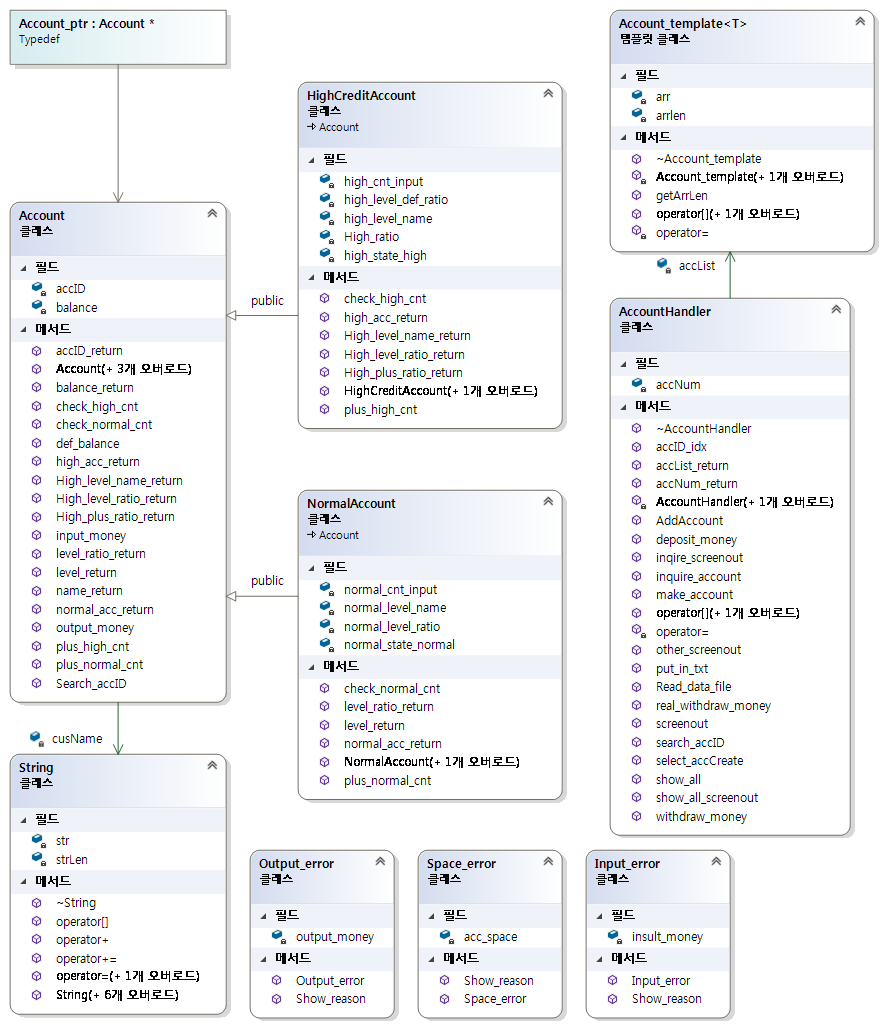 Account_ptr : Account *
Typedef
Account
클래스
필드
accID
balance
메서드
accID_return
Account(+ 3개 오버로드)
balance_return
check_high_cnt
check_normal_cnt
def_balance
high_acc_return
High_level_name_return
High_level_ratio_return
High_plus_ratio_return
input_money
level_ratio_return
level_return
name_return
normal_acc_return
output_money
plus_high_cnt
plus_normal_cnt
Search_accID
cusName
String
클래스
필드
str
strLen
메서드
~String
operator[]
operator+
operator+=
operator=(+ 1개 오버로드)
String(+ 6개 오버로드)
HighCreditAccount
클래스
Account
필드
high_cnt_input
high_level_def_ratio
high_level_name
High_ratio
high_state_high
메서드
check_high_cnt
high_acc_return
High_level_name_return
High_level_ratio_return
High_plus_ratio_return
HighCreditAccount(+ 1개 오버로드)
plus_high_cnt
public
NormalAccount
클래스
Account
필드
normal_cnt_input
normal_level_name
normal_level_ratio
normal_state_normal
메서드
check_normal_cnt
level_ratio_return
level_return
normal_acc_return
NormalAccount(+ 1개 오버로드)
plus_normal_cnt
public
Account_template<T>
템플릿 클래스
필드
arr
arrlen
메서드
~Account_template
Account_template(+ 1개 오버로드)
getArrLen
operator[](+ 1개 오버로드)
operator=
accList
AccountHandler
클래스
필드
accNum
메서드
~AccountHandler
accID_idx
accList_return
accNum_return
AccountHandler(+ 1개 오버로드)
AddAccount
deposit_money
inqire_screenout
inquire_account
make_account
operator[](+ 1개 오버로드)
operator=
other_screenout
put_in_txt
Read_data_file
real_withdraw_money
screenout
search_accID
select_accCreate
show_all
show_all_screenout
withdraw_money
Output_error
클래스
필드
output_money
메서드
Output_error
Show_reason
Space_error
클래스
필드
acc_space
메서드
Show_reason
Space_error
Input_error
클래스
필드
insult_money
메서드
Input_error
Show_reason